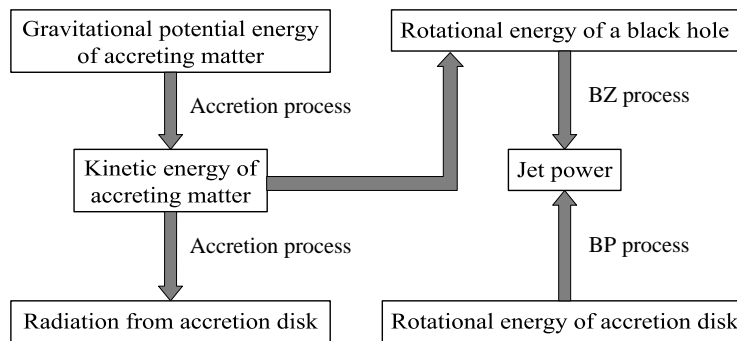 Gravitational potential energy
of accreting matter
Rotational energy of a black hole
Accretion process
BZ process
Kinetic energy of
accreting matter
Jet power
Accretion process
BP process
Radiation from accretion disk
Rotational energy of accretion disk